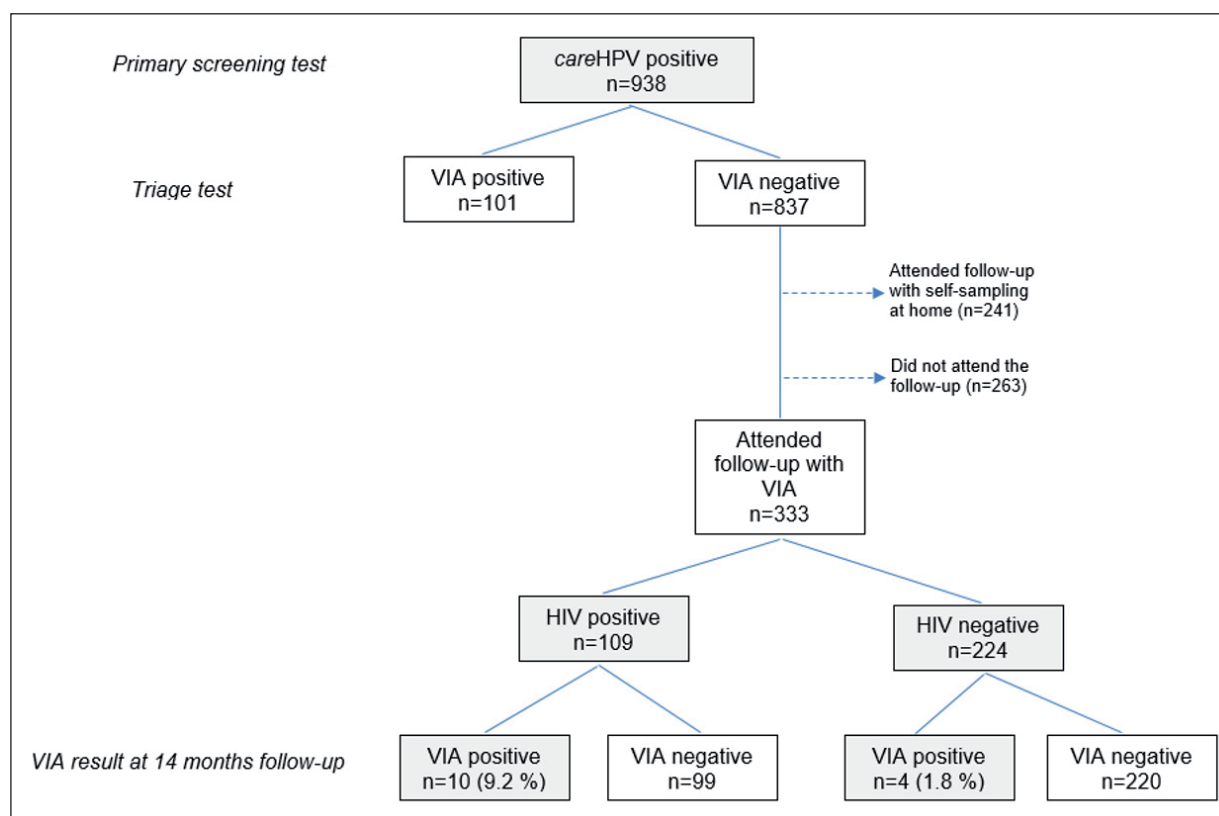 Primary screening test
careHPV positive
n=938
Triage test
VIA positive
n=101
VIA negative
n=837
Attended follow-up
with self-sampling
at home (n=241)
Did not attend the
follow-up (n=263)
Attended
follow-up with
VIA
n=333
HIV positive
n=109
HIV negative
n=224
VIA result at 14 months follow-up
VIA positive
n=10 (9.2 %)
VIA negative
n=99
VIA positive
n=4 (1.8 %)
VIA negative
n=220